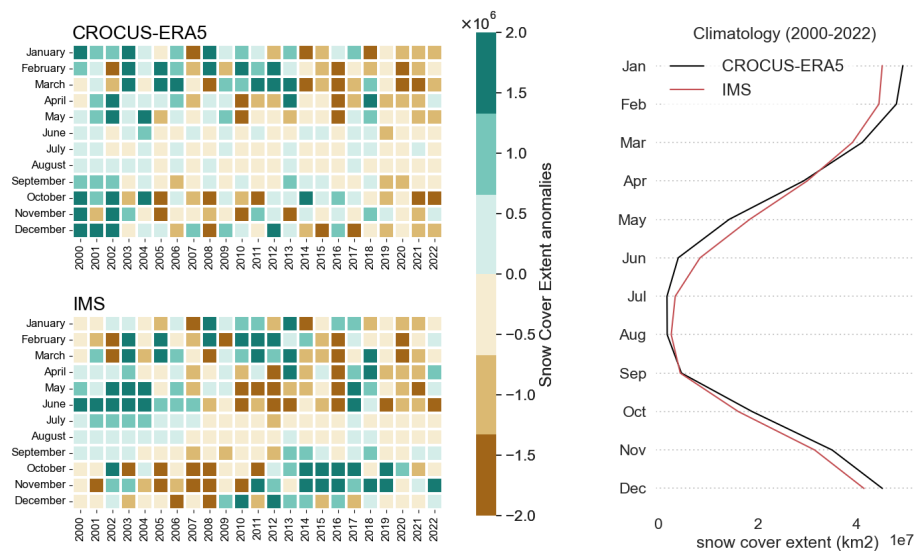 ×10⁶
CROCUS-ERA5
January
February
March
April
May
June
July
August
September
October
November
December
2000 2001 2002 2003 2004 2005 2006 2007 2008 2009 2010 2011 2012 2013 2014 2015 2016 2017 2018 2019 2020 2021 2022
IMS
January
February
March
April
May
June
July
August
September
October
November
December
2000 2001 2002 2003 2004 2005 2006 2007 2008 2009 2010 2011 2012 2013 2014 2015 2016 2017 2018 2019 2020 2021 2022
2.0
1.5
1.0
0.5
0.0
−0.5
−1.0
−1.5
−2.0
Snow Cover Extent anomalies
Climatology (2000-2022)
CROCUS-ERA5
IMS
Jan
Feb
Mar
Apr
May
Jun
Jul
Aug
Sep
Oct
Nov
Dec
0 2 4
snow cover extent (km2) 1e7